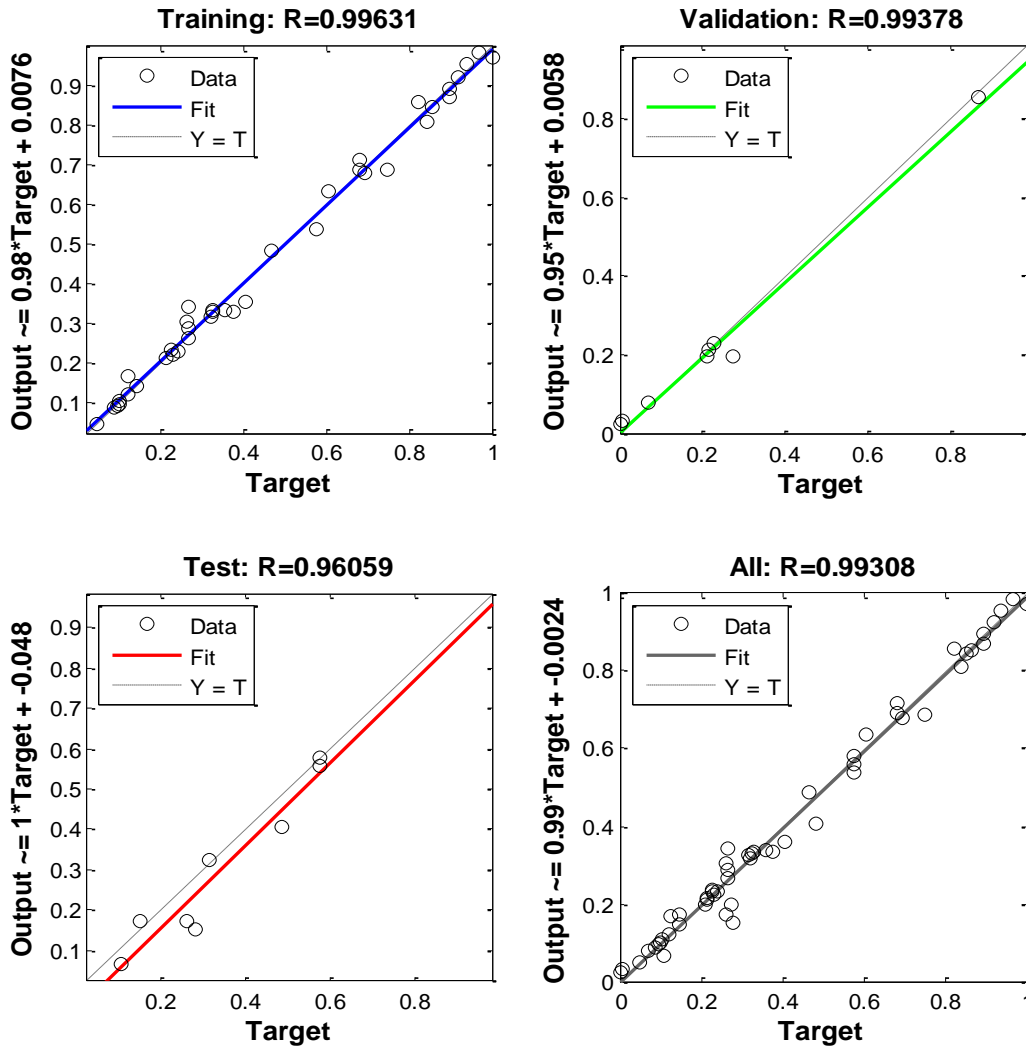 Training: R=0.99631
Output ~= 0.98*Target + 0.0076
0.9
0.8
0.7
0.6
0.5
0.4
0.3
0.2
0.1
Data
Fit
Y = T
0.2 0.4 0.6 0.8 1
Target
Validation: R=0.99378
Output ~= 0.95*Target + 0.0058
0.8
0.6
0.4
0.2
0
Data
Fit
Y = T
0 0.2 0.4 0.6 0.8 1
Target
Test: R=0.96059
Output ~= 1*Target + -0.048
0.9
0.8
0.7
0.6
0.5
0.4
0.3
0.2
0.1
Data
Fit
Y = T
0.2 0.4 0.6 0.8
Target
All: R=0.99308
Output ~= 0.99*Target + -0.0024
1
0.8
0.6
0.4
0.2
0
Data
Fit
Y = T
0 0.2 0.4 0.6 0.8 1
Target